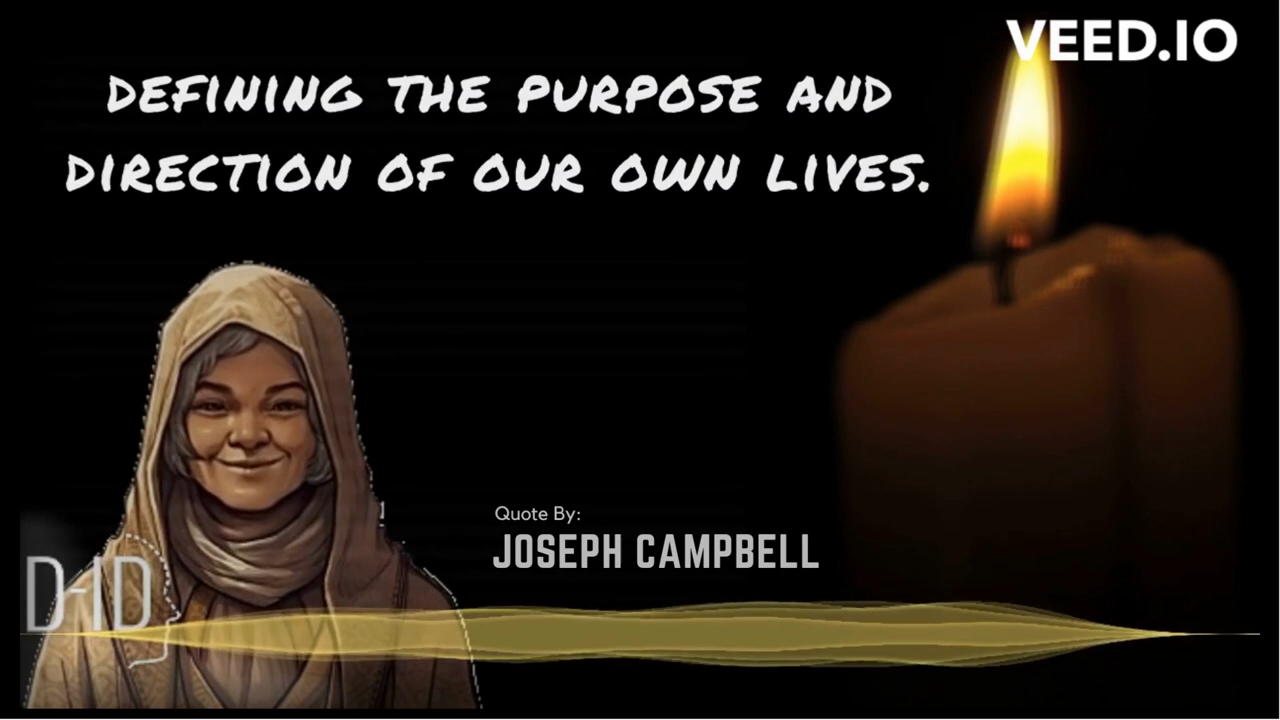 VEED.IO
DEFINING THE PURPOSE AND
DIRECTION OF OUR OWN LIVES.
Quote By:
JOSEPH CAMPBELL
D-ID